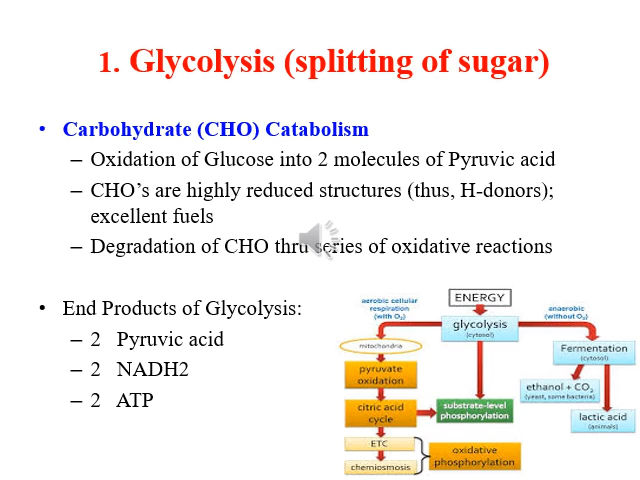 1. Glycolysis (splitting of sugar)
• Carbohydrate (CHO) Catabolism
– Oxidation of Glucose into 2 molecules of Pyruvic acid
– CHO’s are highly reduced structures (thus, H-donors);
excellent fuels
– Degradation of CHO thru series of oxidative reactions
• End Products of Glycolysis:
– 2 Pyruvic acid
– 2 NADH2
– 2 ATP
ENERGY
aerobic cellular
respiration
(with O₂)
anaerobic
(without O₂)
glycolysis
(cytosol)
mitochondria
Fermentation
(cytosol)
pyruvate
oxidation
ethanol + CO₂
(yeast, some bacteria)
citric acid
cycle
substrate-level
phosphorylation
lactic acid
(animals)
ETC
oxidative
phosphorylation
chemiosmosis